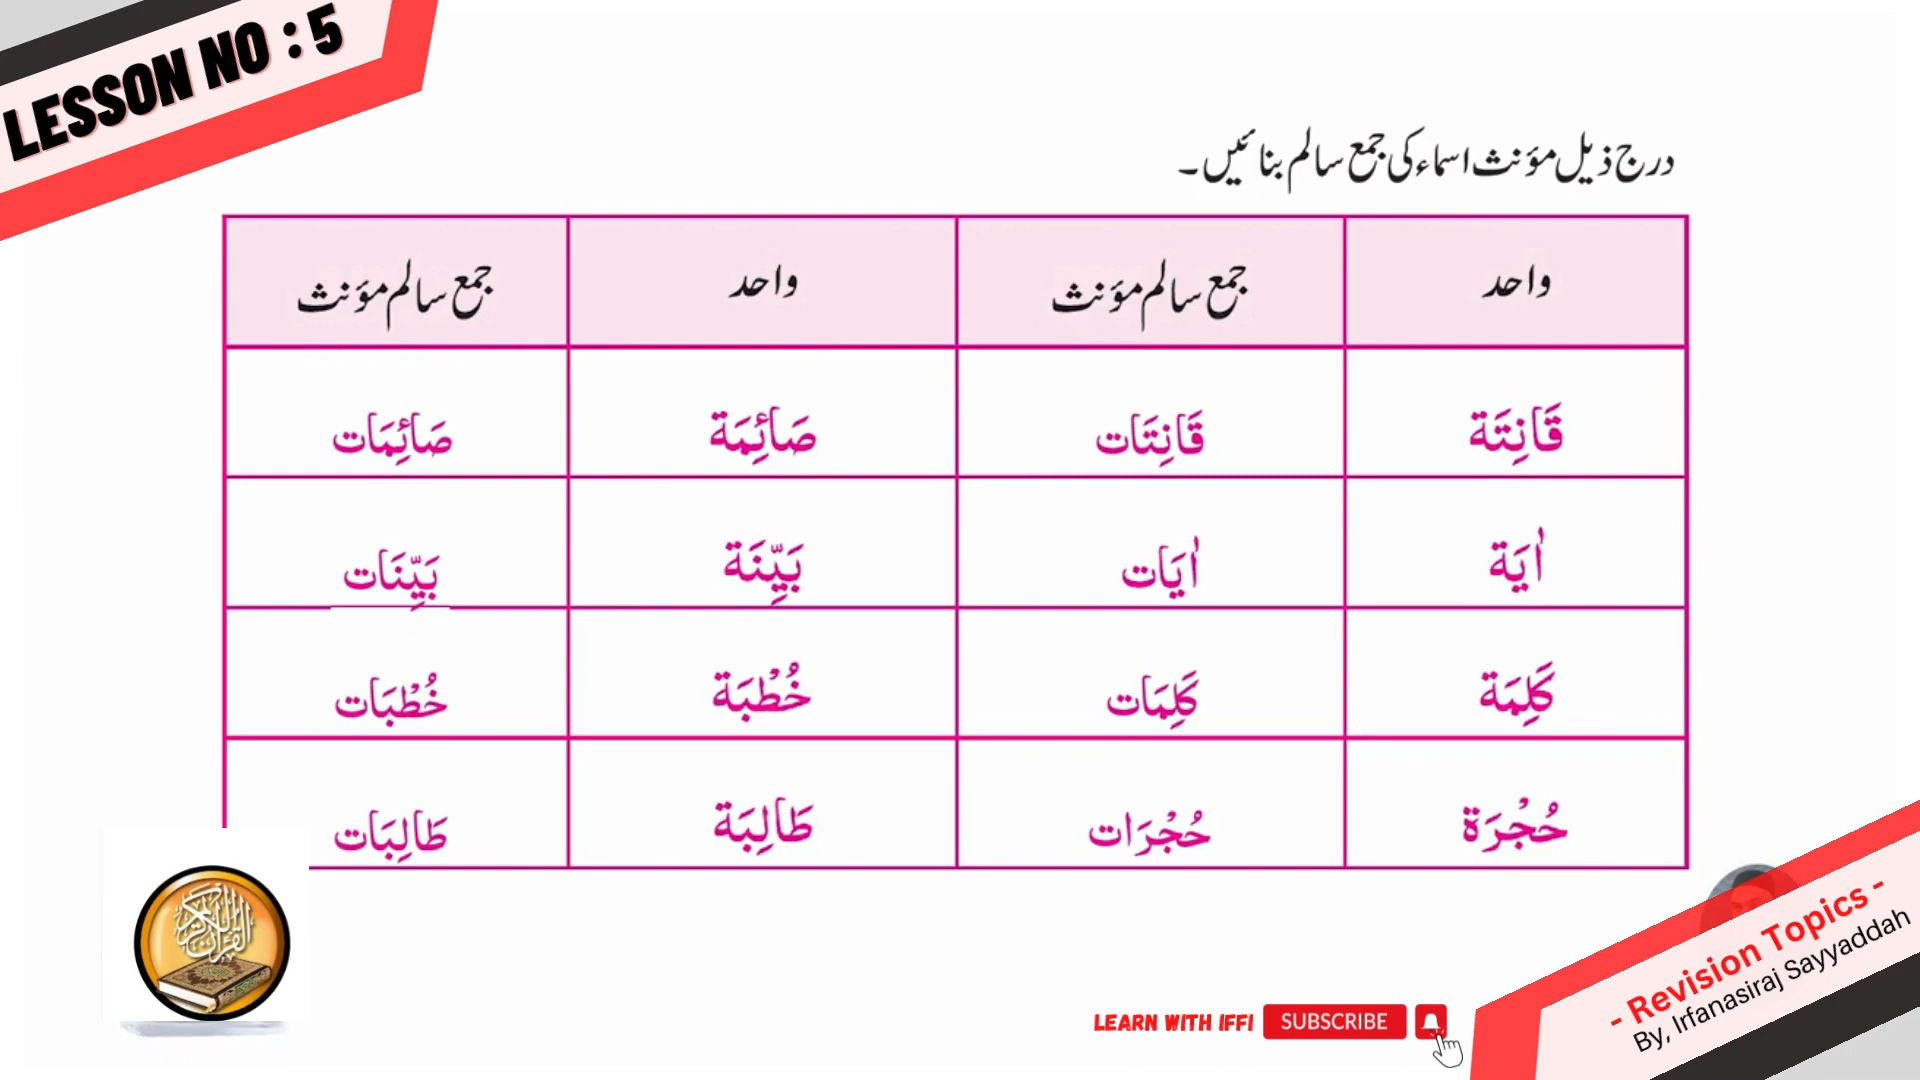 LESSON NO : 5
درج ذیل مؤنث اسماء کی جمع سالم بنائیں۔
واحد جمع سالم مؤنث واحد جمع سالم مؤنث
قَانِتَة قَانِتَات صَائِمَة صَائِمَات
اٰيَة اٰيَات بَيِّنَة بَيِّنَات
كَلِمَة كَلِمَات خُطْبَة خُطْبَات
حُجْرَة حُجْرَات طَالِبَة طَالِبَات
القرآن الكريم
- Revision Topics -
By, Irfanasiraj Sayyaddah
LEARN WITH IFFI SUBSCRIBE